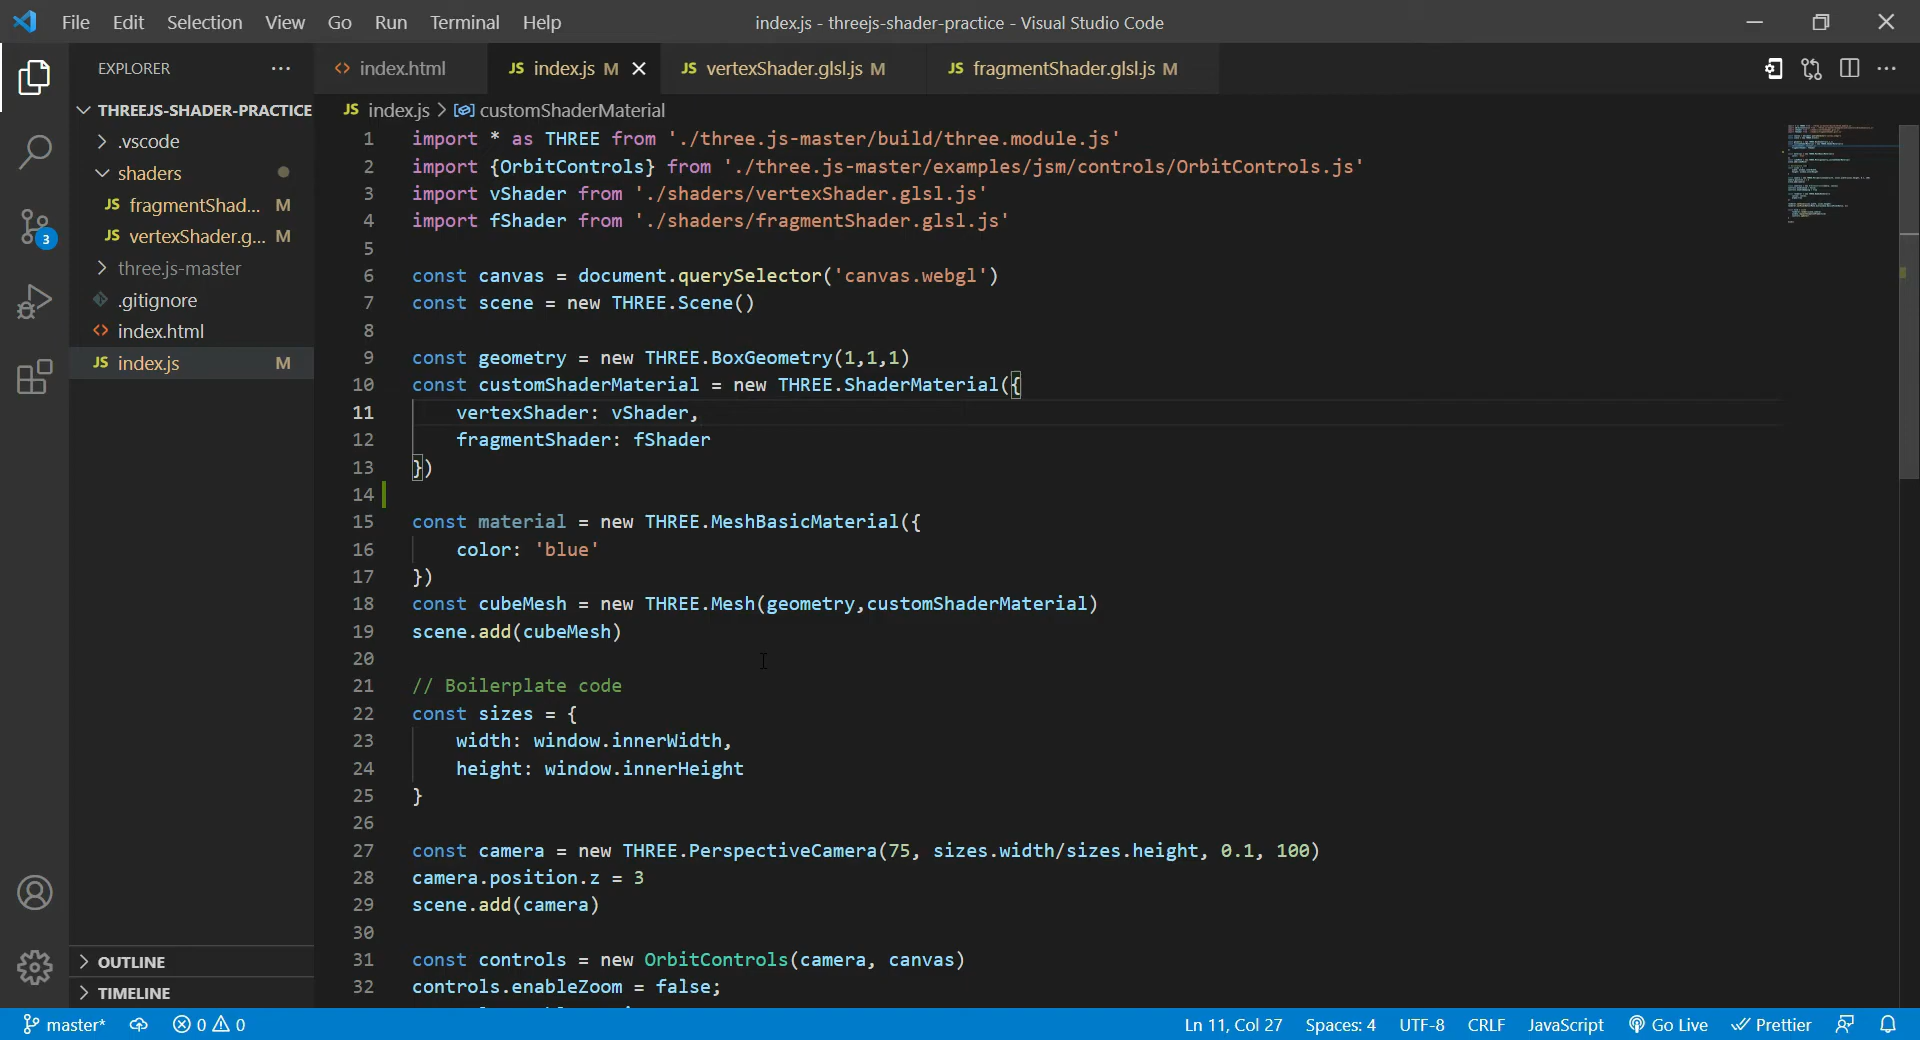 File Edit Selection View Go Run Terminal Help
index.js - threejs-shader-practice - Visual Studio Code
EXPLORER
THREEJS-SHADER-PRACTICE
.vscode
shaders
JS fragmentShad... M
JS vertexShader.g... M
three.js-master
.gitignore
<> index.html
JS index.js M
3
OUTLINE
TIMELINE
<> index.html
JS index.js M
JS vertexShader.glsl.js M
JS fragmentShader.glsl.js M
JS index.js > customShaderMaterial
1 import * as THREE from './three.js-master/build/three.module.js'
2 import {OrbitControls} from './three.js-master/examples/jsm/controls/OrbitControls.js'
3 import vShader from './shaders/vertexShader.glsl.js'
4 import fShader from './shaders/fragmentShader.glsl.js'
5
6 const canvas = document.querySelector('canvas.webgl')
7 const scene = new THREE.Scene()
8
9 const geometry = new THREE.BoxGeometry(1,1,1)
10 const customShaderMaterial = new THREE.ShaderMaterial({
11 vertexShader: vShader,
12 fragmentShader: fShader
13 })
14
15 const material = new THREE.MeshBasicMaterial({
16 color: 'blue'
17 })
18 const cubeMesh = new THREE.Mesh(geometry,customShaderMaterial)
19 scene.add(cubeMesh)
20
21 // Boilerplate code
22 const sizes = {
23 width: window.innerWidth,
24 height: window.innerHeight
25 }
26
27 const camera = new THREE.PerspectiveCamera(75, sizes.width/sizes.height, 0.1, 100)
28 camera.position.z = 3
29 scene.add(camera)
30
31 const controls = new OrbitControls(camera, canvas)
32 controls.enableZoom = false;
master* 0 0
Ln 11, Col 27 Spaces: 4 UTF-8 CRLF JavaScript Go Live Prettier